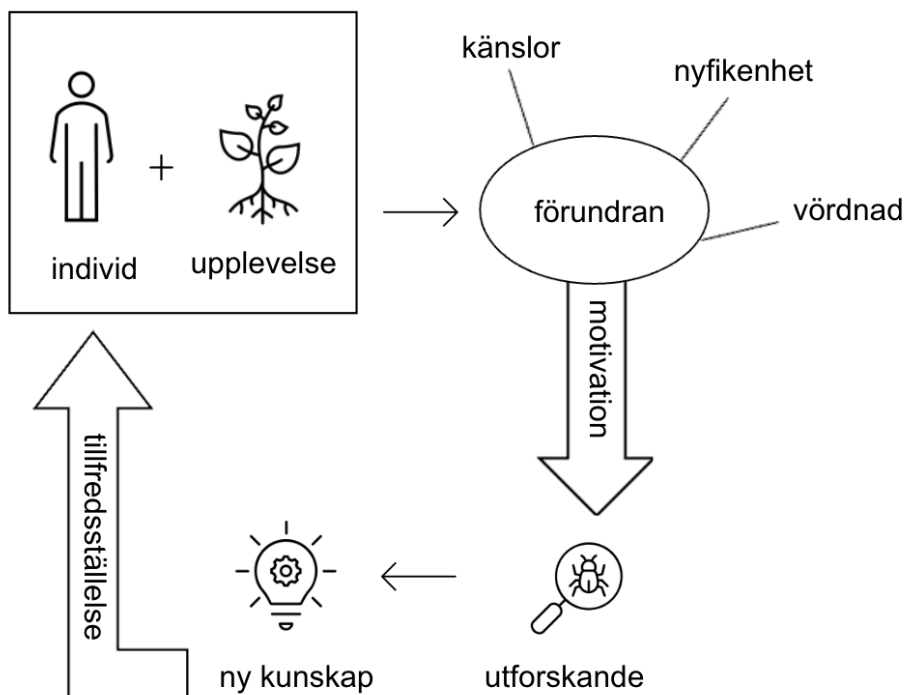 känslor
nyfikenhet
förundran
vördnad
+
individ
upplevelse
motivation
tillfredsställelse
ny kunskap
utforskande